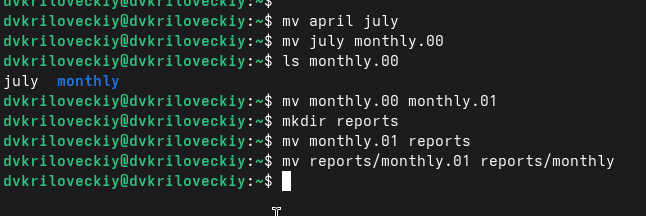 dvkriloveckiy@dvkriloveckiy:~$
dvkriloveckiy@dvkriloveckiy:~$ mv april july
dvkriloveckiy@dvkriloveckiy:~$ mv july monthly.00
dvkriloveckiy@dvkriloveckiy:~$ ls monthly.00
july  monthly
dvkriloveckiy@dvkriloveckiy:~$ mv monthly.00 monthly.01
dvkriloveckiy@dvkriloveckiy:~$ mkdir reports
dvkriloveckiy@dvkriloveckiy:~$ mv monthly.01 reports
dvkriloveckiy@dvkriloveckiy:~$ mv reports/monthly.01 reports/monthly
dvkriloveckiy@dvkriloveckiy:~$